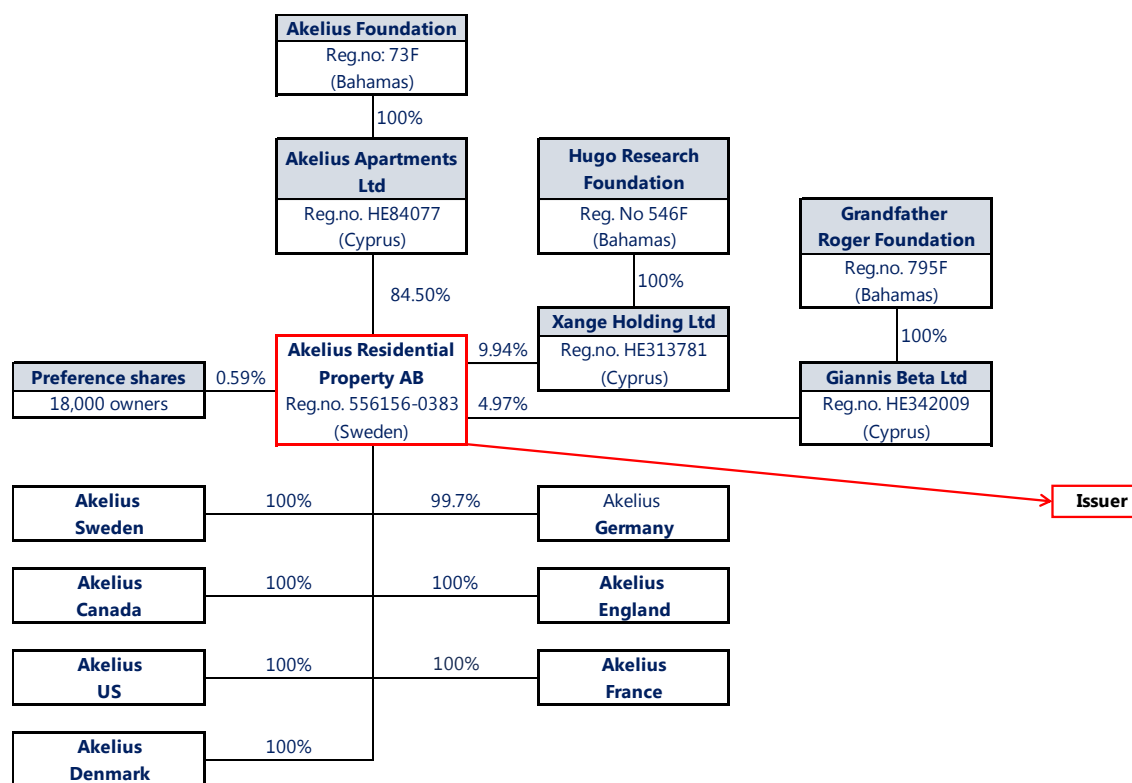 Akelius Foundation
Reg.no: 73F
(Bahamas)
100%
Akelius Apartments
Ltd
Reg.no. HE84077
(Cyprus)
84.50%
Hugo Research
Foundation
Reg. No 546F
(Bahamas)
100%
Xange Holding Ltd
Reg.no. HE313781
(Cyprus)
9.94%
Grandfather
Roger Foundation
Reg.no. 795F
(Bahamas)
100%
Giannis Beta Ltd
Reg.no. HE342009
(Cyprus)
4.97%
Preference shares
18,000 owners
0.59%
Akelius Residential
Property AB
Reg.no. 556156-0383
(Sweden)
Issuer
Akelius
Sweden
100%
99.7%
Akelius
Germany
Akelius
Canada
100%
100%
Akelius
England
Akelius
US
100%
100%
Akelius
France
Akelius
Denmark
100%